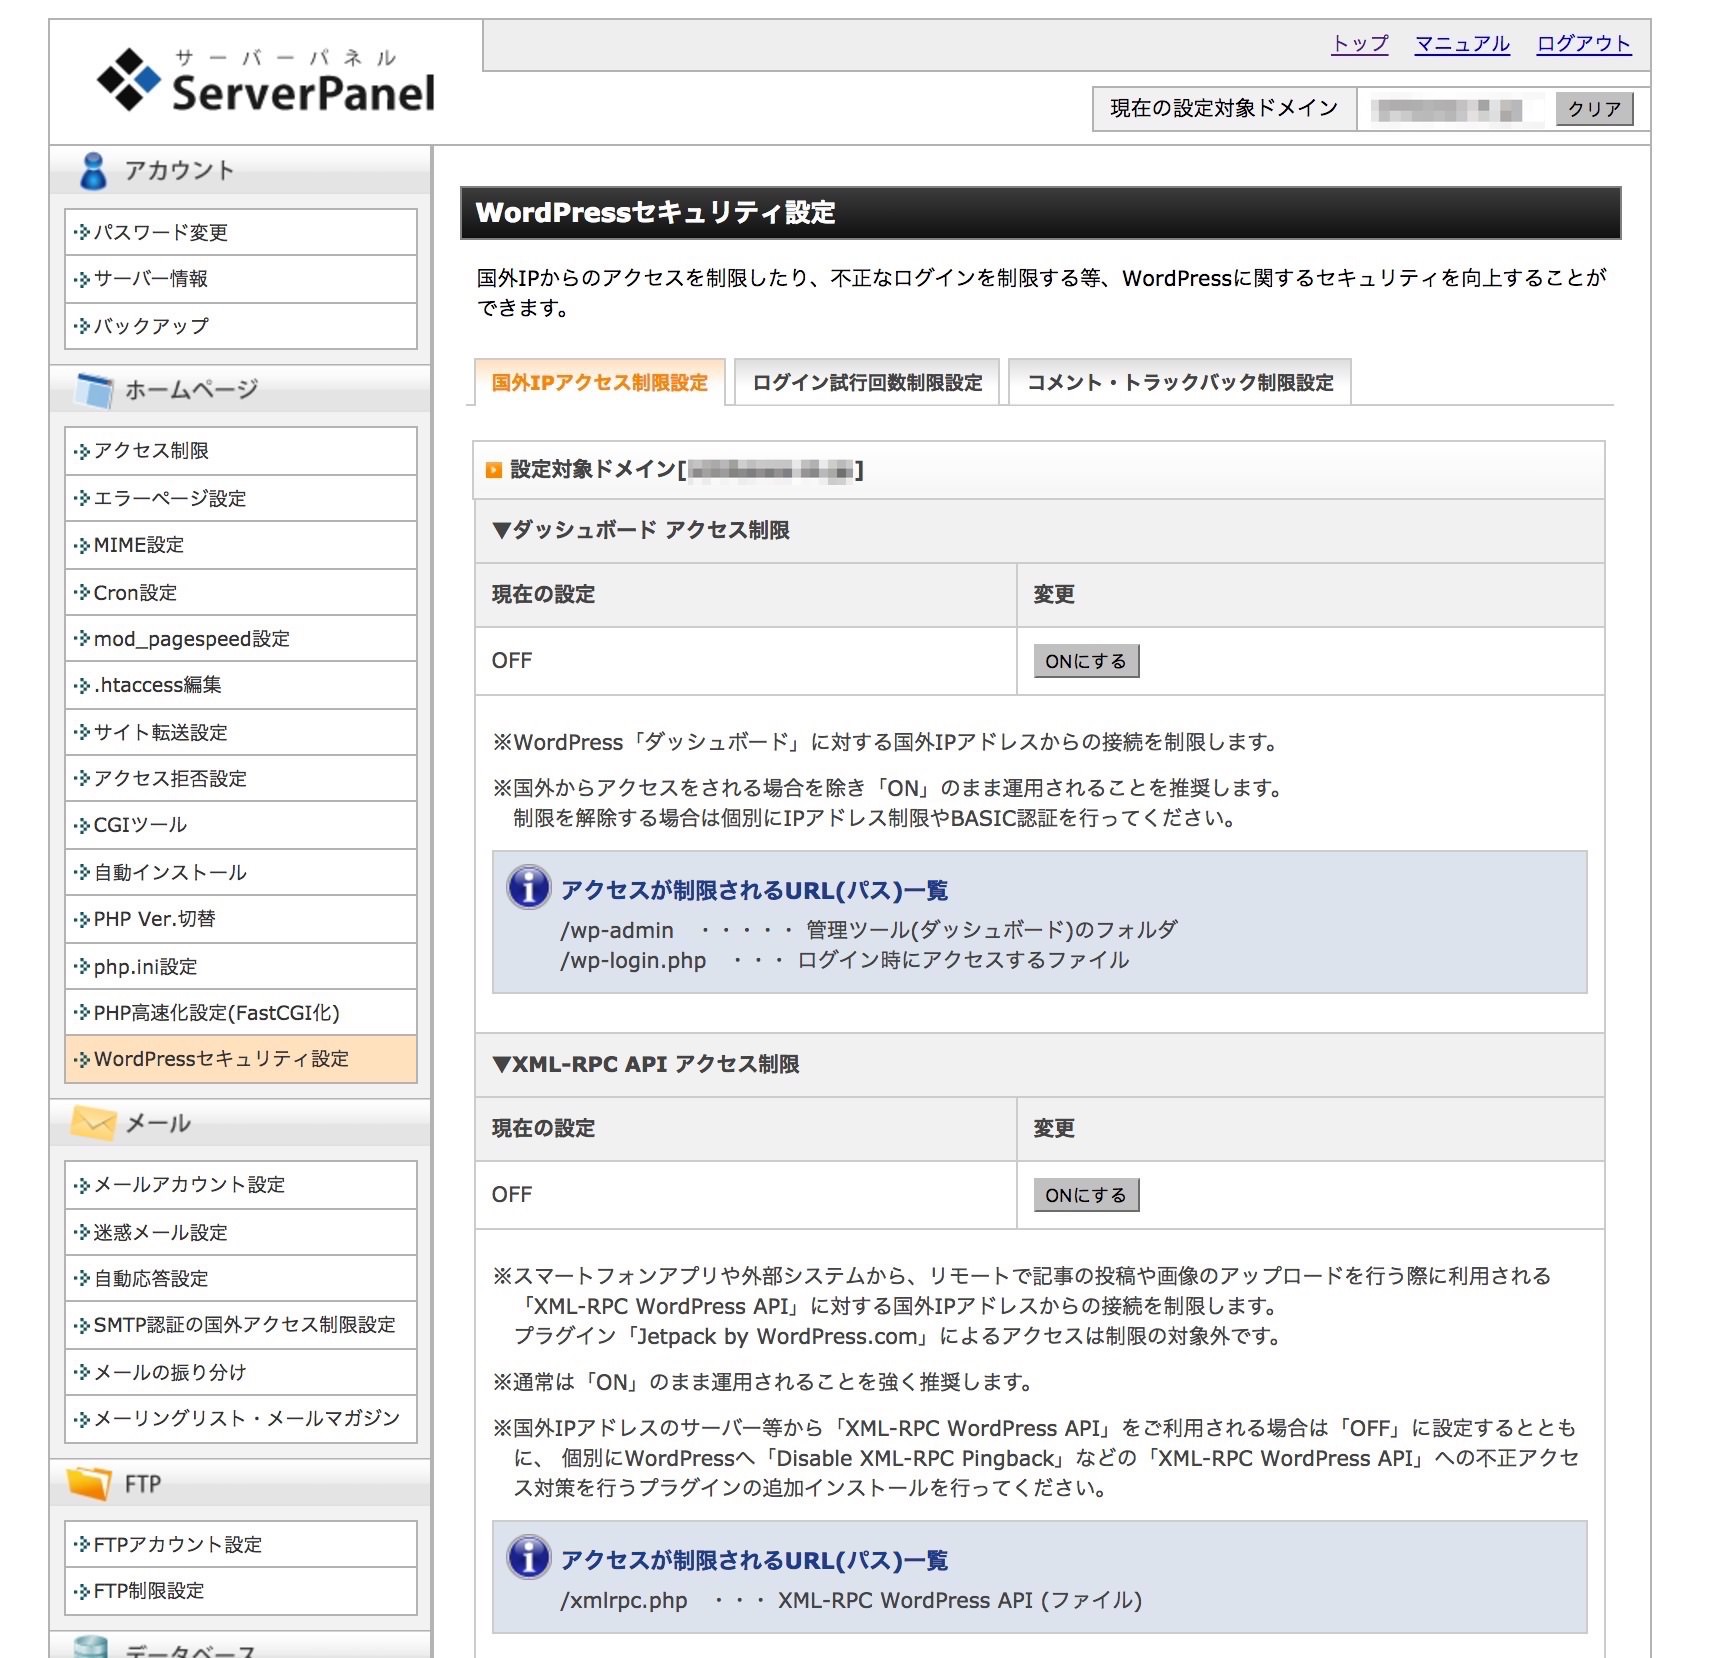 サーバーパネル
ServerPanel
トップ マニュアル ログアウト
現在の設定対象ドメイン クリア
アカウント
パスワード変更
サーバー情報
バックアップ
ホームページ
アクセス制限
エラーページ設定
MIME設定
Cron設定
mod_pagespeed設定
.htaccess編集
サイト転送設定
アクセス拒否設定
CGIツール
自動インストール
PHP Ver.切替
php.ini設定
PHP高速化設定(FastCGI化)
WordPressセキュリティ設定
メール
メールアカウント設定
迷惑メール設定
自動応答設定
SMTP認証の国外アクセス制限設定
メールの振り分け
メーリングリスト・メールマガジン
FTP
FTPアカウント設定
FTP制限設定
データベース
WordPressセキュリティ設定
国外IPからのアクセスを制限したり、不正なログインを制限する等、WordPressに関するセキュリティを向上することが
できます。
国外IPアクセス制限設定 ログイン試行回数制限設定 コメント・トラックバック制限設定
設定対象ドメイン[ ]
▼ダッシュボード アクセス制限
現在の設定 変更
OFF ONにする
※WordPress「ダッシュボード」に対する国外IPアドレスからの接続を制限します。
※国外からアクセスをされる場合を除き「ON」のまま運用されることを推奨します。
制限を解除する場合は個別にIPアドレス制限やBASIC認証を行ってください。
アクセスが制限されるURL(パス)一覧
/wp-admin ・・・・・ 管理ツール(ダッシュボード)のフォルダ
/wp-login.php ・・・ ログイン時にアクセスするファイル
▼XML-RPC API アクセス制限
現在の設定 変更
OFF ONにする
※スマートフォンアプリや外部システムから、リモートで記事の投稿や画像のアップロードを行う際に利用される
「XML-RPC WordPress API」に対する国外IPアドレスからの接続を制限します。
プラグイン「Jetpack by WordPress.com」によるアクセスは制限の対象外です。
※通常は「ON」のまま運用されることを強く推奨します。
※国外IPアドレスのサーバー等から「XML-RPC WordPress API」をご利用される場合は「OFF」に設定するととも
に、 個別にWordPressへ「Disable XML-RPC Pingback」などの「XML-RPC WordPress API」への不正アクセ
ス対策を行うプラグインの追加インストールを行ってください。
アクセスが制限されるURL(パス)一覧
/xmlrpc.php ・・・ XML-RPC WordPress API (ファイル)